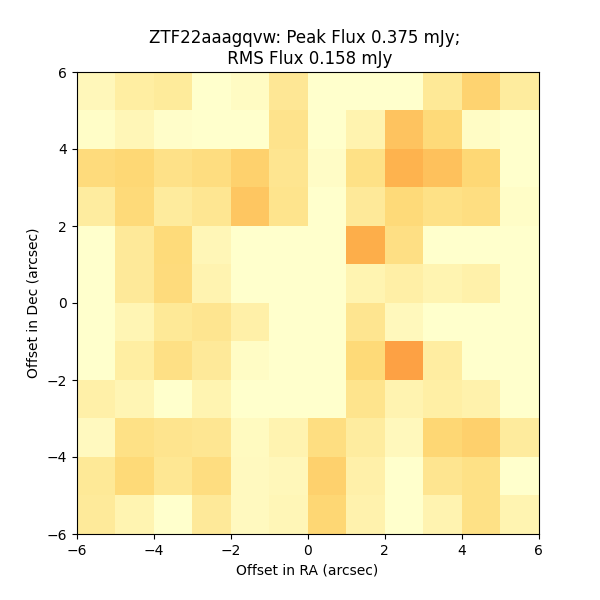 ZTF22aaagqvw: Peak Flux 0.375 mJy;
RMS Flux 0.158 mJy
6
4
2
0
−2
−4
−6
Offset in Dec (arcsec)
−6 −4 −2 0 2 4 6
Offset in RA (arcsec)